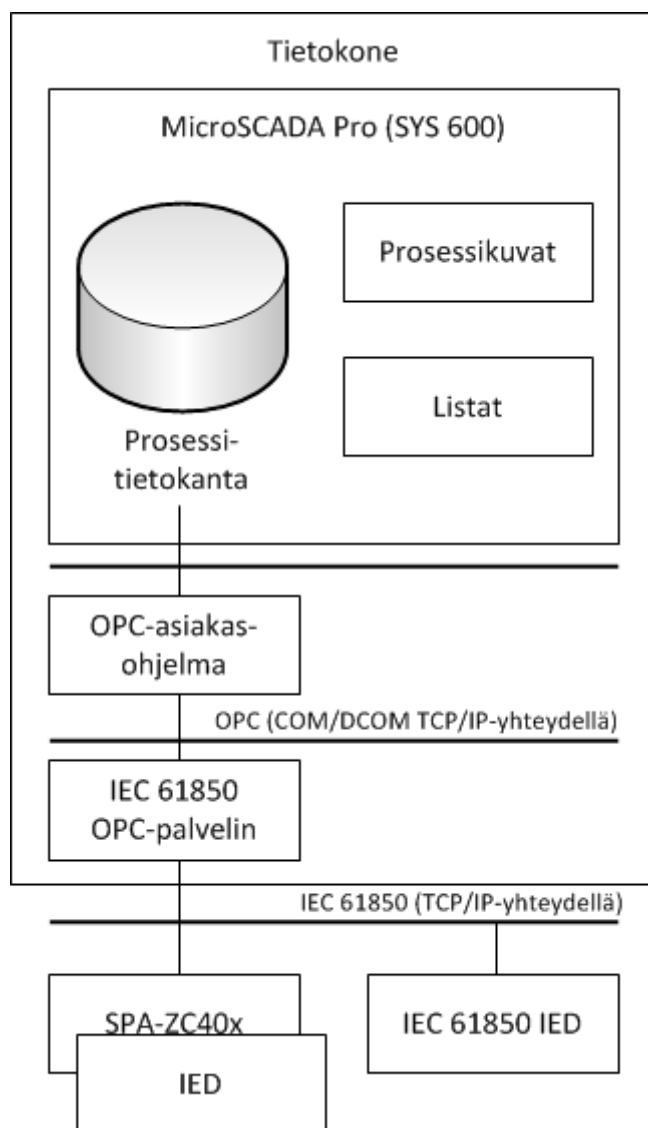 Tietokone
MicroSCADA Pro (SYS 600)
Prosessikuvat
Listat
Prosessi-
tietokanta
OPC-asiakas-
ohjelma
OPC (COM/DCOM TCP/IP-yhteydellä)
IEC 61850
OPC-palvelin
IEC 61850 (TCP/IP-yhteydellä)
SPA-ZC40x
IEC 61850 IED
IED